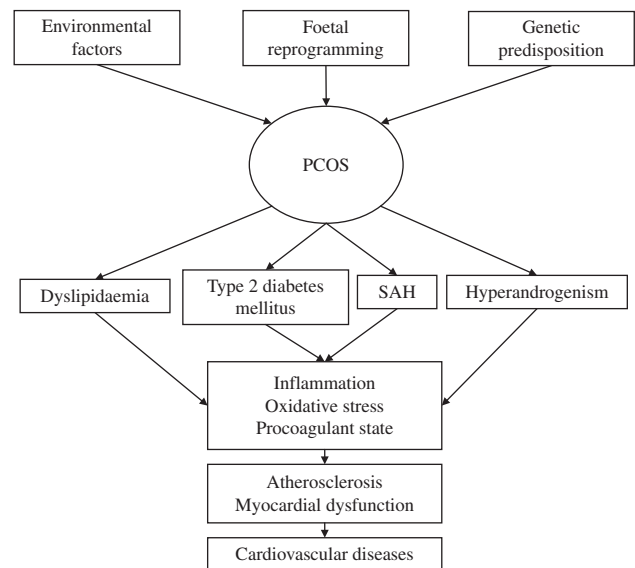 Environmental
factors
Foetal
reprogramming
Genetic
predisposition
PCOS
Dyslipidaemia
Type 2 diabetes
mellitus
SAH
Hyperandrogenism
Inflammation
Oxidative stress
Procoagulant state
Atherosclerosis
Myocardial dysfunction
Cardiovascular diseases